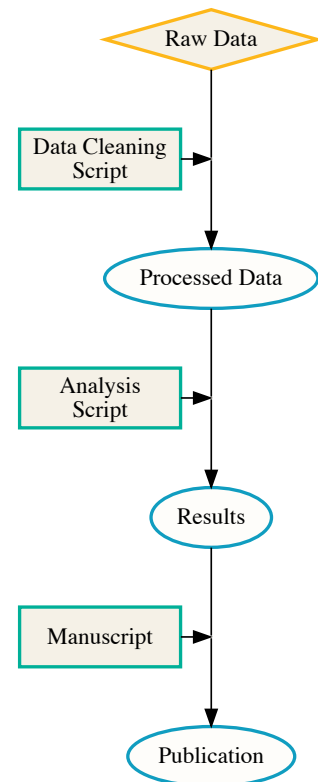 Raw Data
Data Cleaning
Script
Processed Data
Analysis
Script
Results
Manuscript
Publication